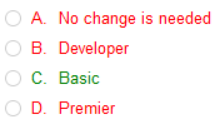 A. No change is needed
B. Developer
C. Basic
D. Premier